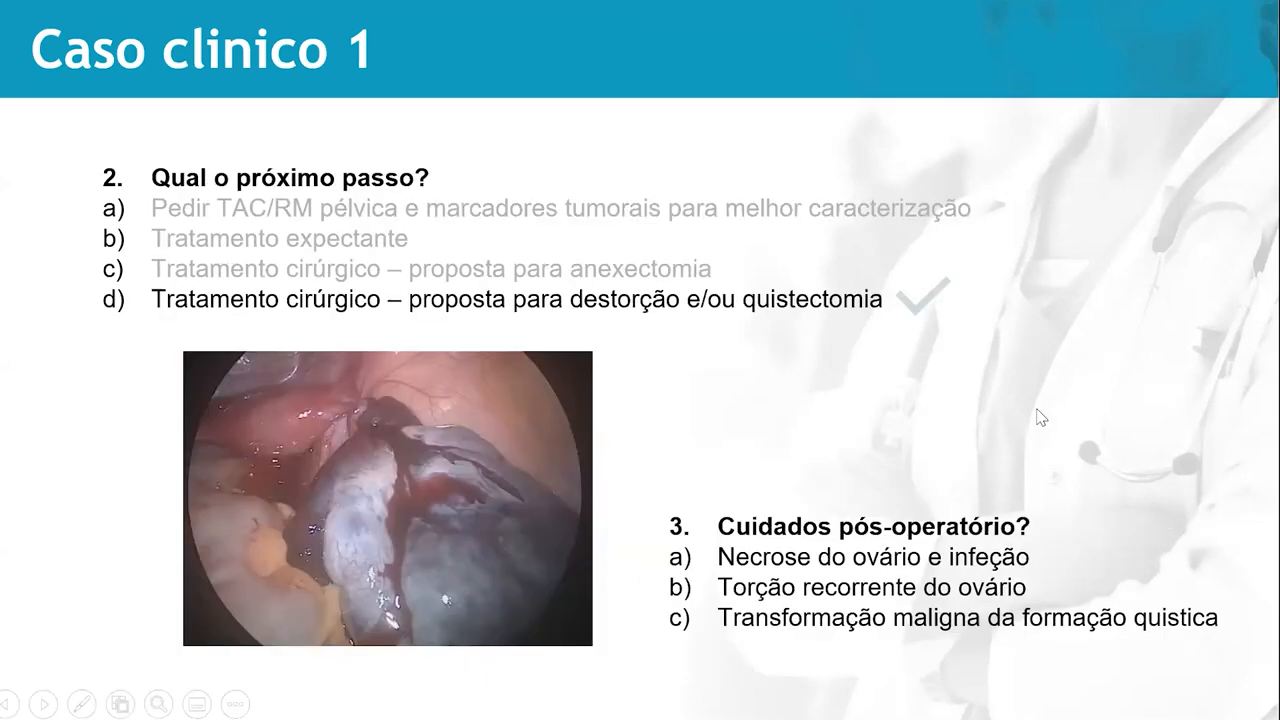 Caso clinico 1
2. Qual o próximo passo?
a) Pedir TAC/RM pélvica e marcadores tumorais para melhor caracterização
b) Tratamento expectante
c) Tratamento cirúrgico – proposta para anexectomia
d) Tratamento cirúrgico – proposta para destorção e/ou quistectomia
3. Cuidados pós-operatório?
a) Necrose do ovário e infeção
b) Torção recorrente do ovário
c) Transformação maligna da formação quistica